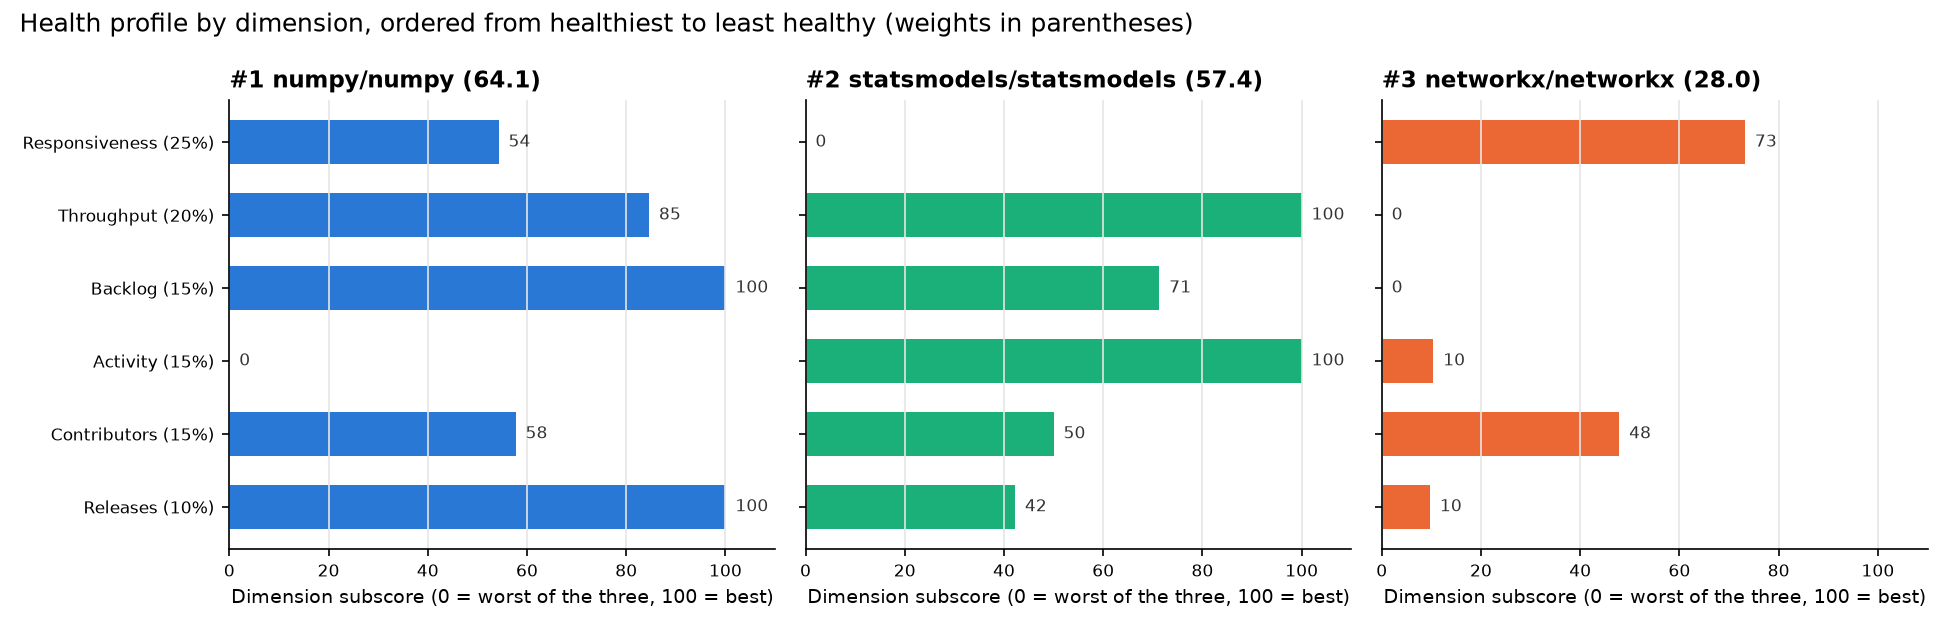 Health profile by dimension, ordered from healthiest to least healthy (weights in parentheses)
#1 numpy/numpy (64.1)
Responsiveness (25%)
54
Throughput (20%)
85
Backlog (15%)
100
Activity (15%)
0
Contributors (15%)
58
Releases (10%)
100
0 20 40 60 80 100
Dimension subscore (0 = worst of the three, 100 = best)
#2 statsmodels/statsmodels (57.4)
0
100
71
100
50
42
0 20 40 60 80 100
Dimension subscore (0 = worst of the three, 100 = best)
#3 networkx/networkx (28.0)
73
0
0
10
48
10
0 20 40 60 80 100
Dimension subscore (0 = worst of the three, 100 = best)